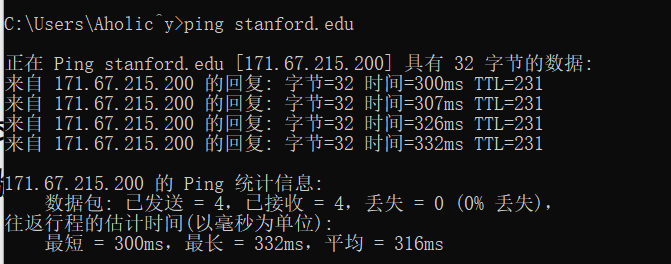 C:\Users\Aholic^y>ping stanford.edu
正在 Ping stanford.edu [171.67.215.200] 具有 32 字节的数据:
来自 171.67.215.200 的回复: 字节=32 时间=300ms TTL=231
来自 171.67.215.200 的回复: 字节=32 时间=307ms TTL=231
来自 171.67.215.200 的回复: 字节=32 时间=326ms TTL=231
来自 171.67.215.200 的回复: 字节=32 时间=332ms TTL=231
171.67.215.200 的 Ping 统计信息:
数据包: 已发送 = 4，已接收 = 4，丢失 = 0 (0% 丢失)，
往返行程的估计时间(以毫秒为单位):
最短 = 300ms，最长 = 332ms，平均 = 316ms